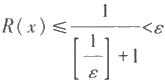 R(x) ≤ 1/([1/ε] + 1) < ε